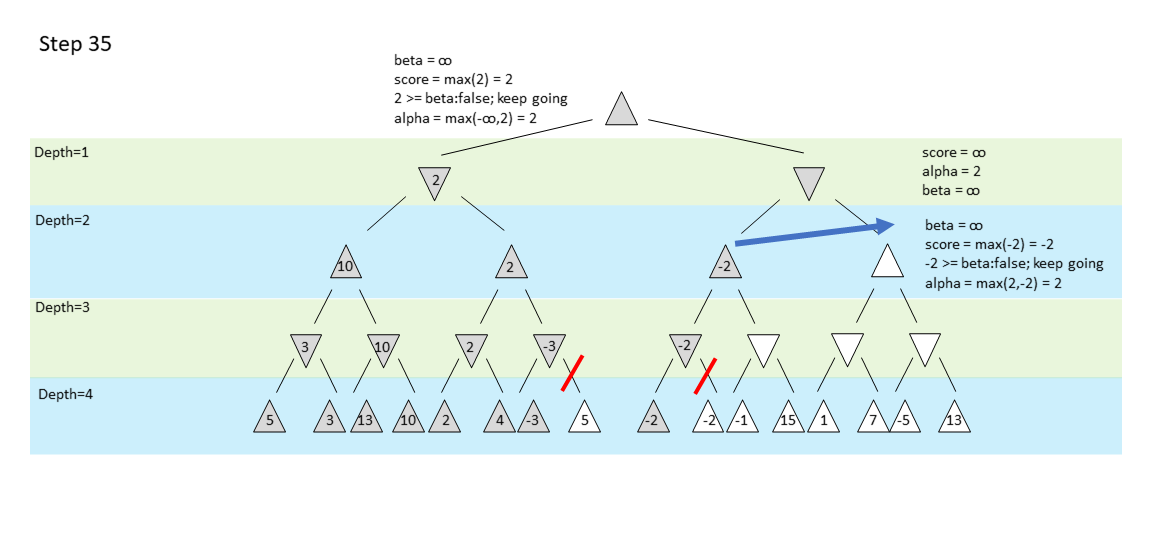 Step 35
beta = ∞
score = max(2) = 2
2 >= beta:false; keep going
alpha = max(-∞,2) = 2
Depth=1
score = ∞
alpha = 2
beta = ∞
2
Depth=2
beta = ∞
score = max(-2) = -2
-2 >= beta:false; keep going
alpha = max(2,-2) = 2
10
2
-2
Depth=3
3
10
2
-3
-2
Depth=4
5
3
13
10
2
4
-3
5
-2
-2
-1
15
1
7
-5
13